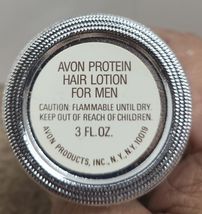 AVON PROTEIN
HAIR LOTION
FOR MEN
CAUTION: FLAMMABLE UNTIL DRY.
KEEP OUT OF REACH OF CHILDREN.
3 FL.OZ.
AVON PRODUCTS, INC., N.Y., N.Y. 10019